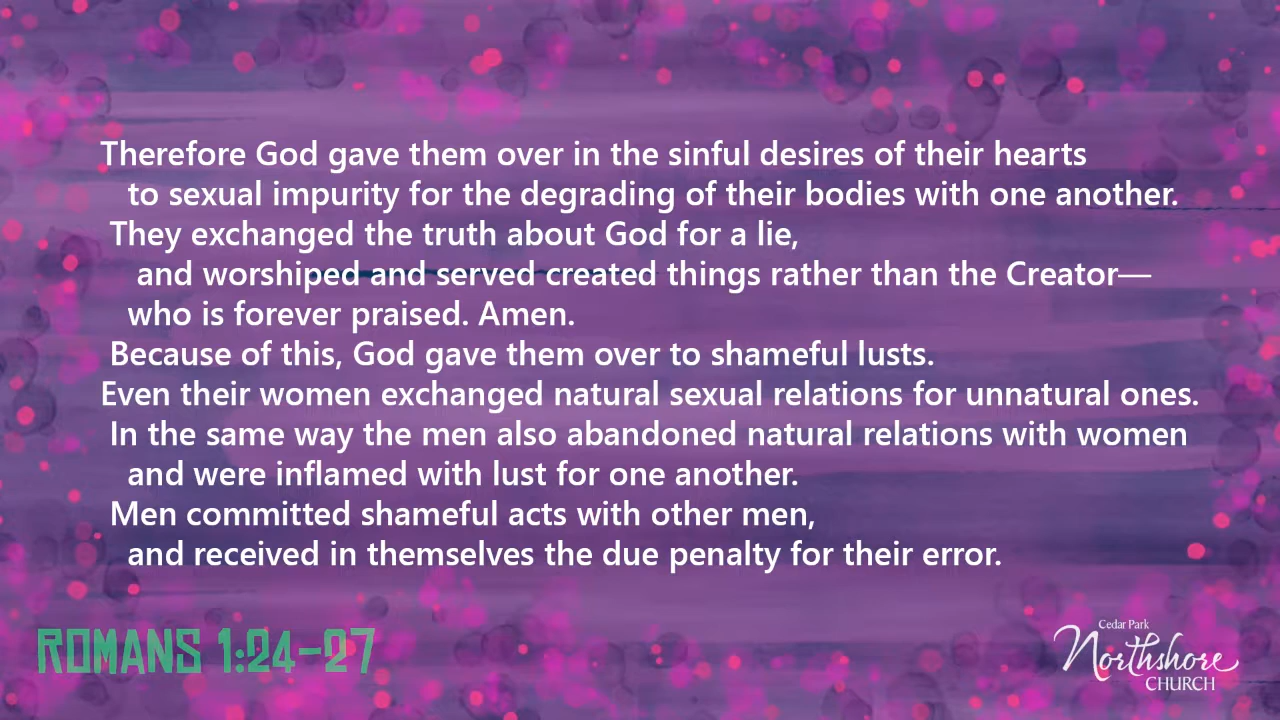 Therefore God gave them over in the sinful desires of their hearts
to sexual impurity for the degrading of their bodies with one another.
They exchanged the truth about God for a lie,
and worshiped and served created things rather than the Creator—
who is forever praised. Amen.
Because of this, God gave them over to shameful lusts.
Even their women exchanged natural sexual relations for unnatural ones.
In the same way the men also abandoned natural relations with women
and were inflamed with lust for one another.
Men committed shameful acts with other men,
and received in themselves the due penalty for their error.
ROMANS 1:24-27
Cedar Park
Northshore
CHURCH